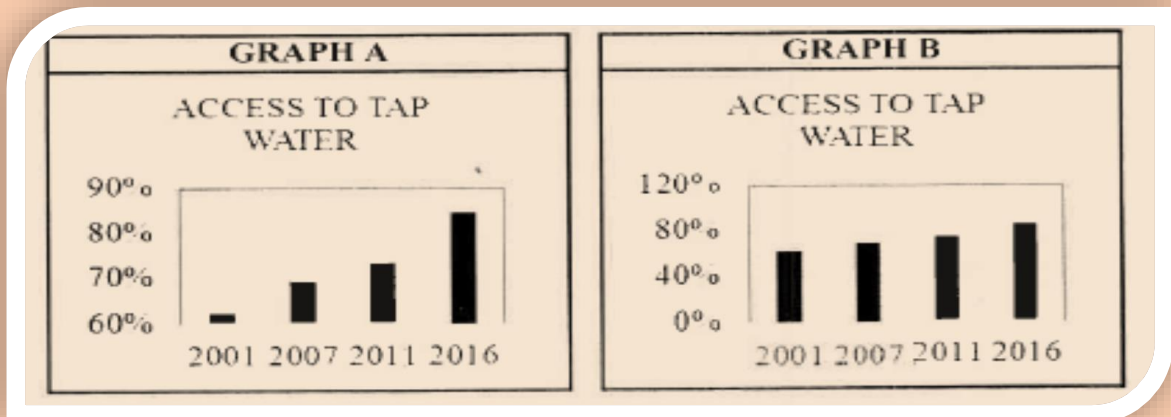 GRAPH A
ACCESS TO TAP
WATER
90%
80%
70%
60%
2001 2007 2011 2016
GRAPH B
ACCESS TO TAP
WATER
120%
80%
40%
0%
2001 2007 2011 2016